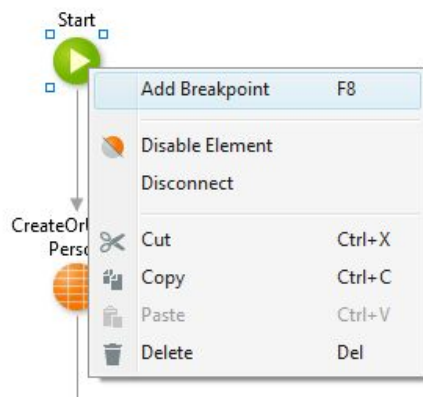 Start
Add Breakpoint F8
Disable Element
Disconnect
Cut Ctrl+X
Copy Ctrl+C
Paste Ctrl+V
Delete Del